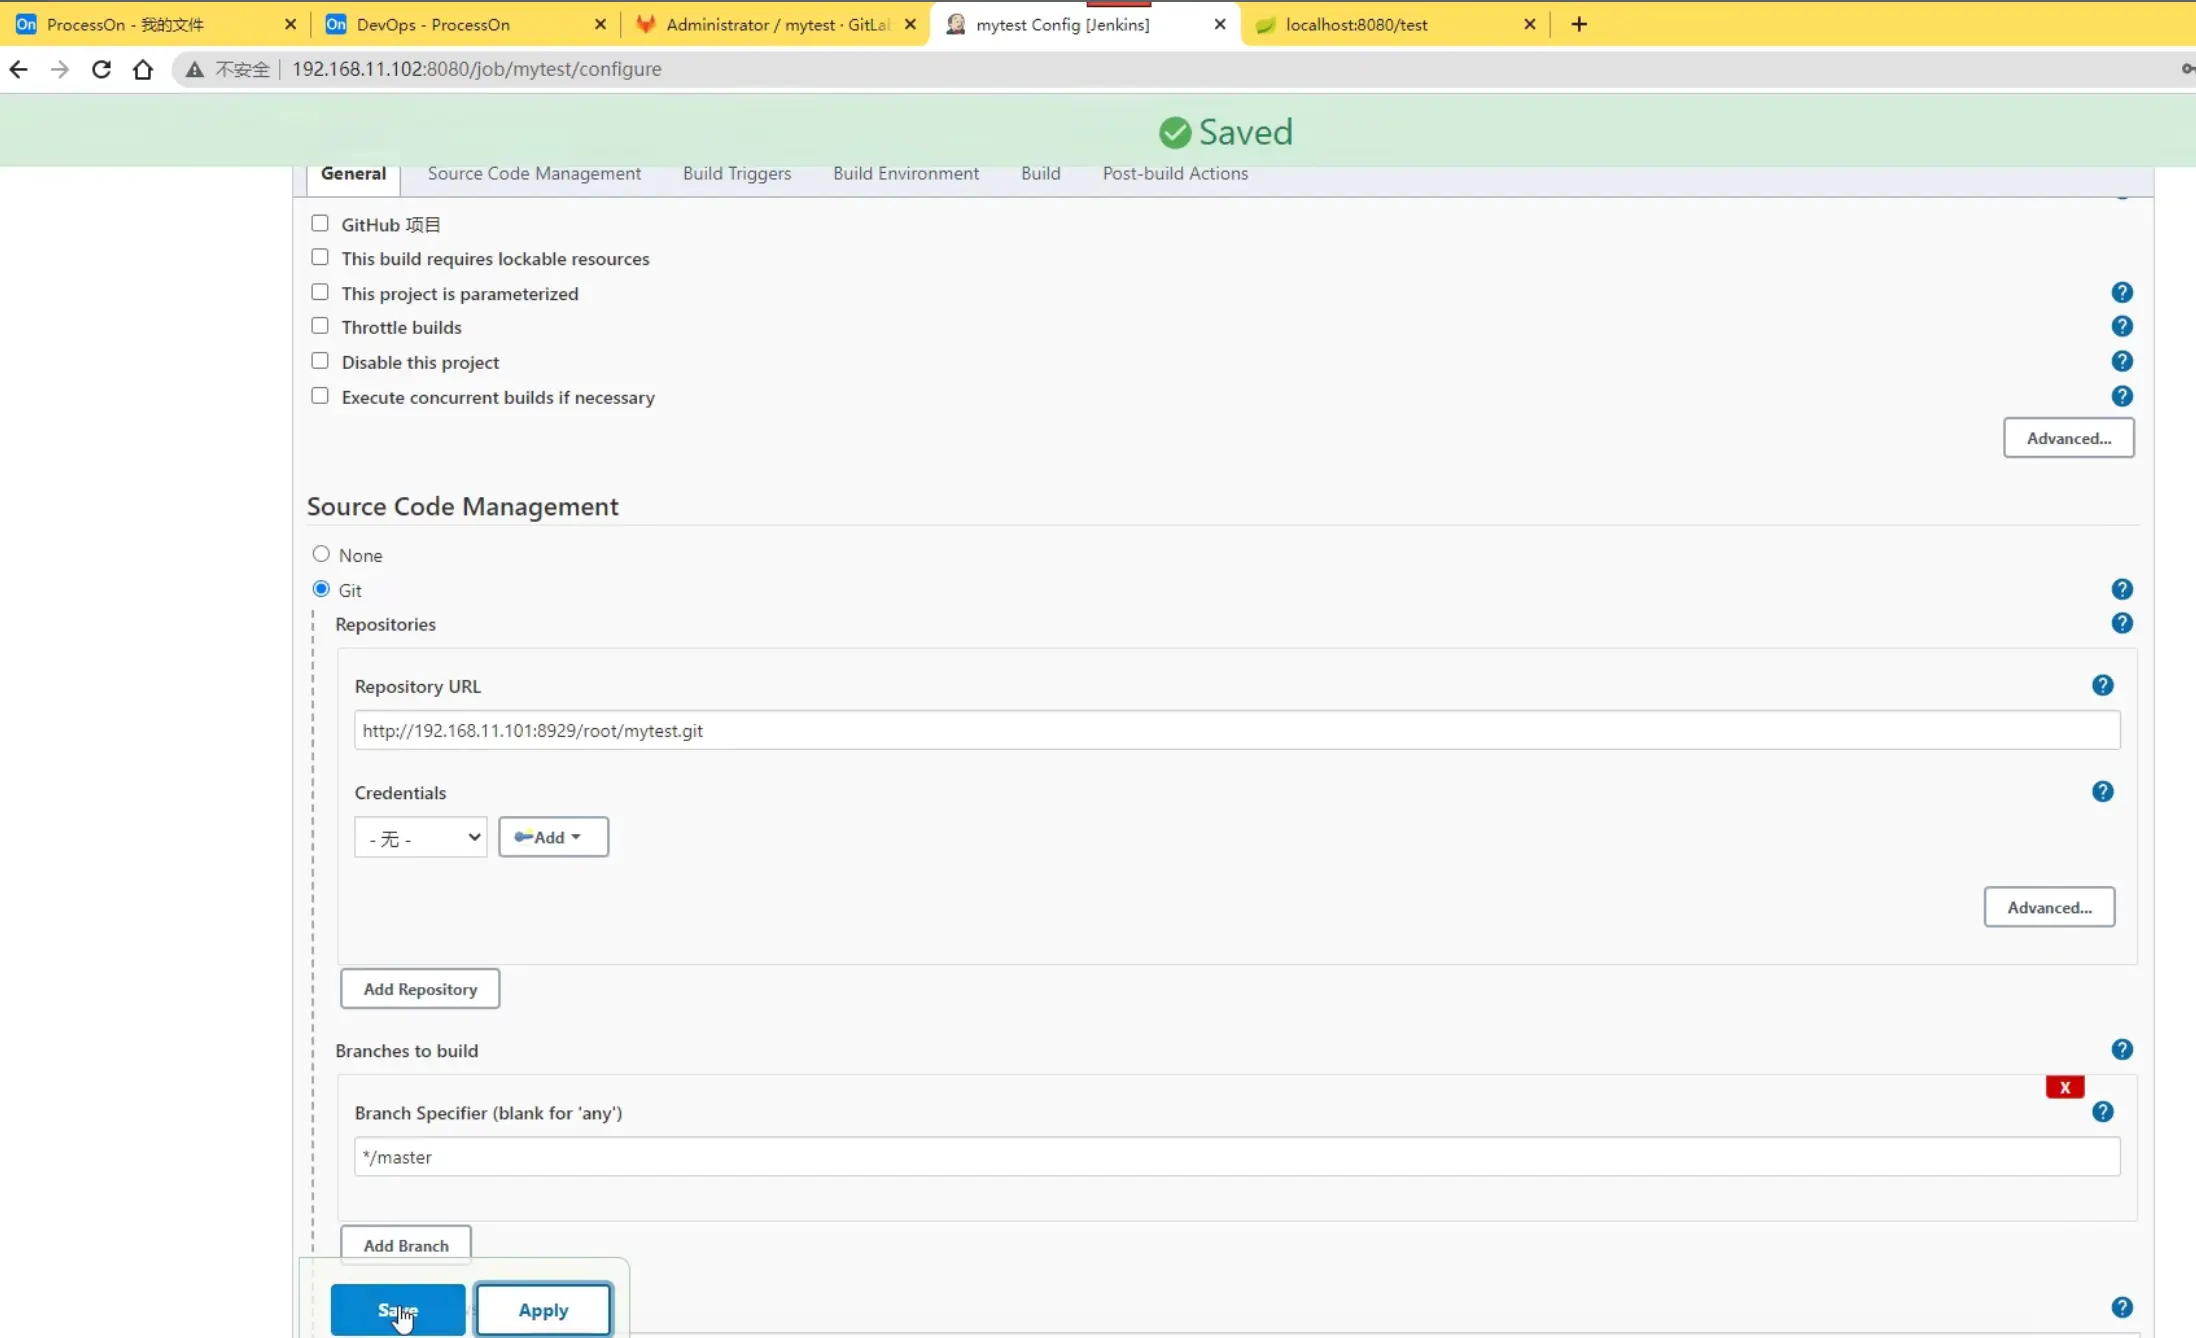 On ProcessOn - 我的文件
On DevOps - ProcessOn
Administrator / mytest · GitLab
mytest Config [Jenkins]
localhost:8080/test
不安全 192.168.11.102:8080/job/mytest/configure
Saved
General Source Code Management Build Triggers Build Environment Build Post-build Actions
GitHub 项目
This build requires lockable resources
This project is parameterized
Throttle builds
Disable this project
Execute concurrent builds if necessary
Advanced...
Source Code Management
None
Git
Repositories
Repository URL
http://192.168.11.101:8929/root/mytest.git
Credentials
- 无 -
Add
Advanced...
Add Repository
Branches to build
X
Branch Specifier (blank for 'any')
*/master
Add Branch
Save Apply